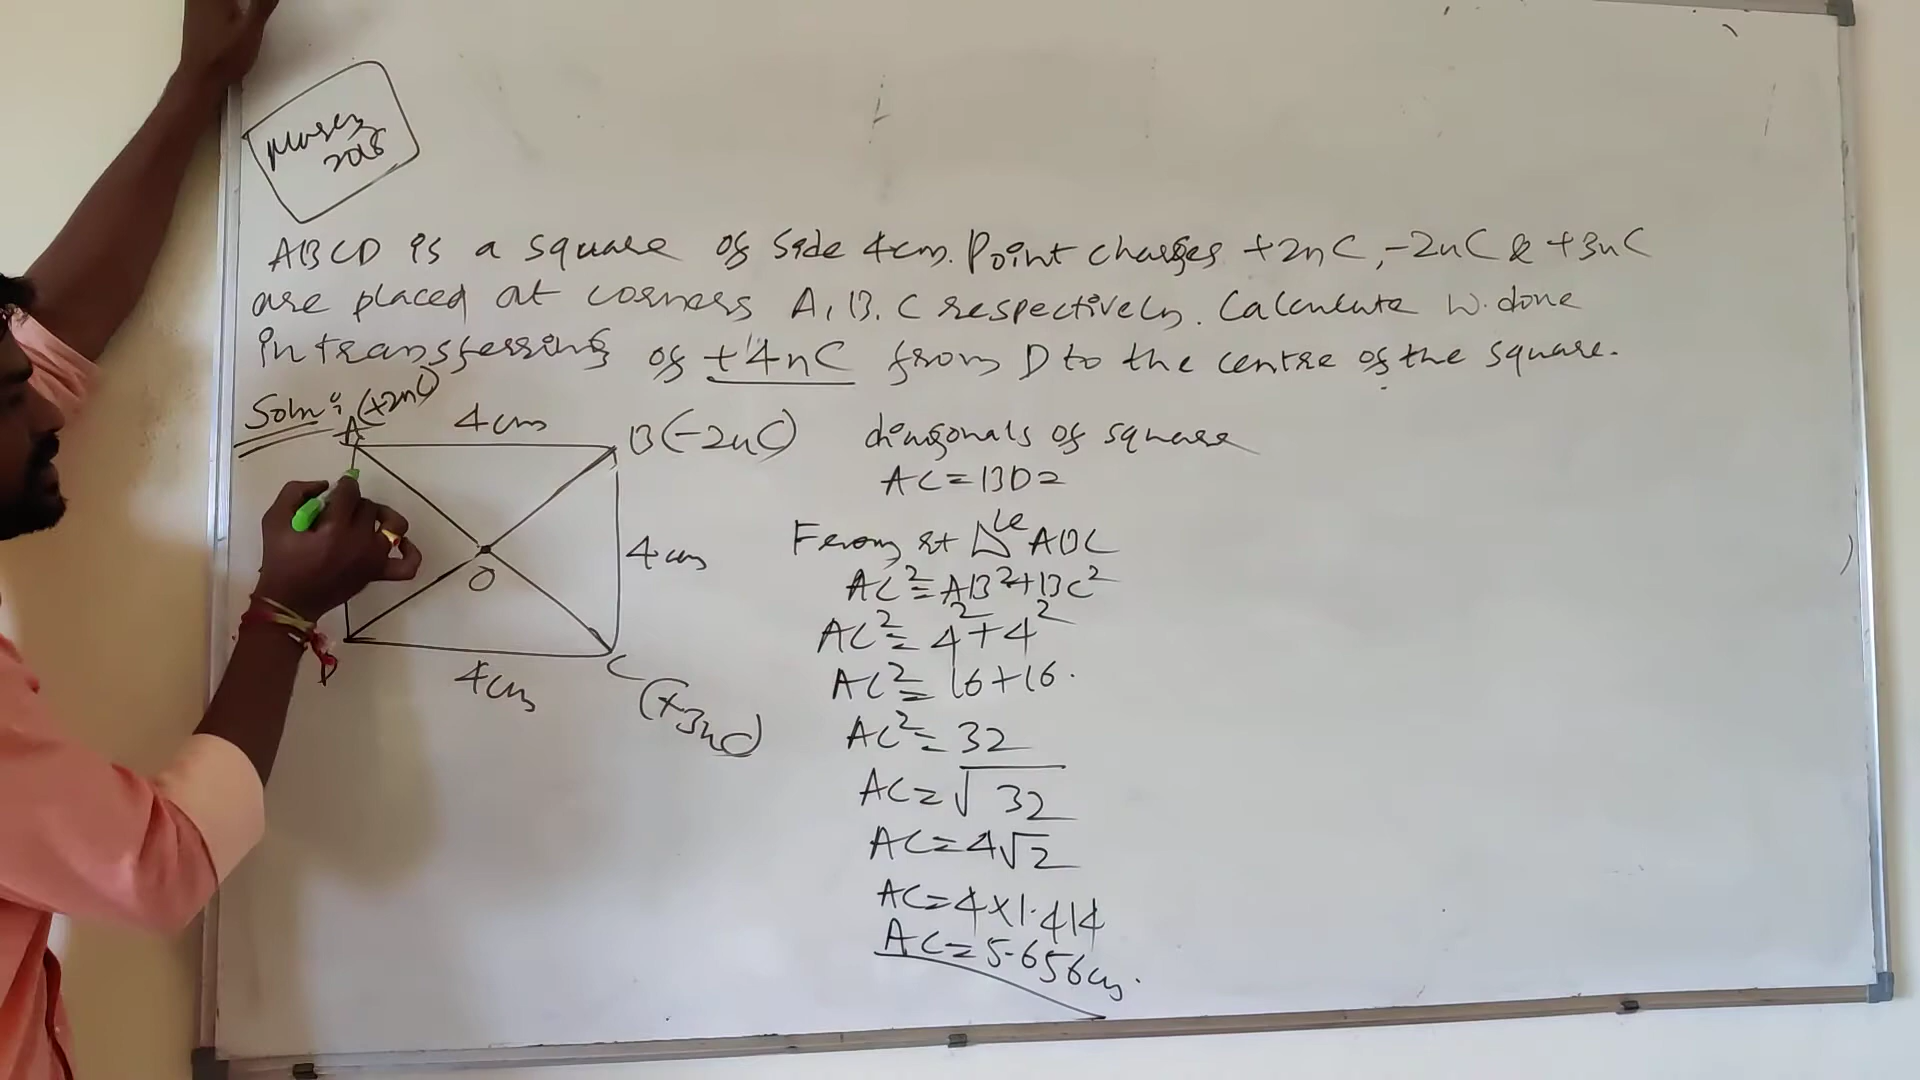 March 2018
ABCD is a square of side 4cm. Point charges +2nC, -2nC & +3nC
are placed at corners A, B, C respectively. Calculate W. done
in transferring of +4nC from D to the centre of the square.
Soln:
A (+2nC)
4cm
B (-2nC)
4cm
O
D
4cm
C (+3nC)
diagonals of square
AC = BD =
From rt ◺le ABC
AC² = AB² + BC²
AC² = 4² + 4²
AC² = 16 + 16.
AC² = 32
AC = √32
AC = 4√2
AC = 4 × 1.414
AC = 5.656cm.